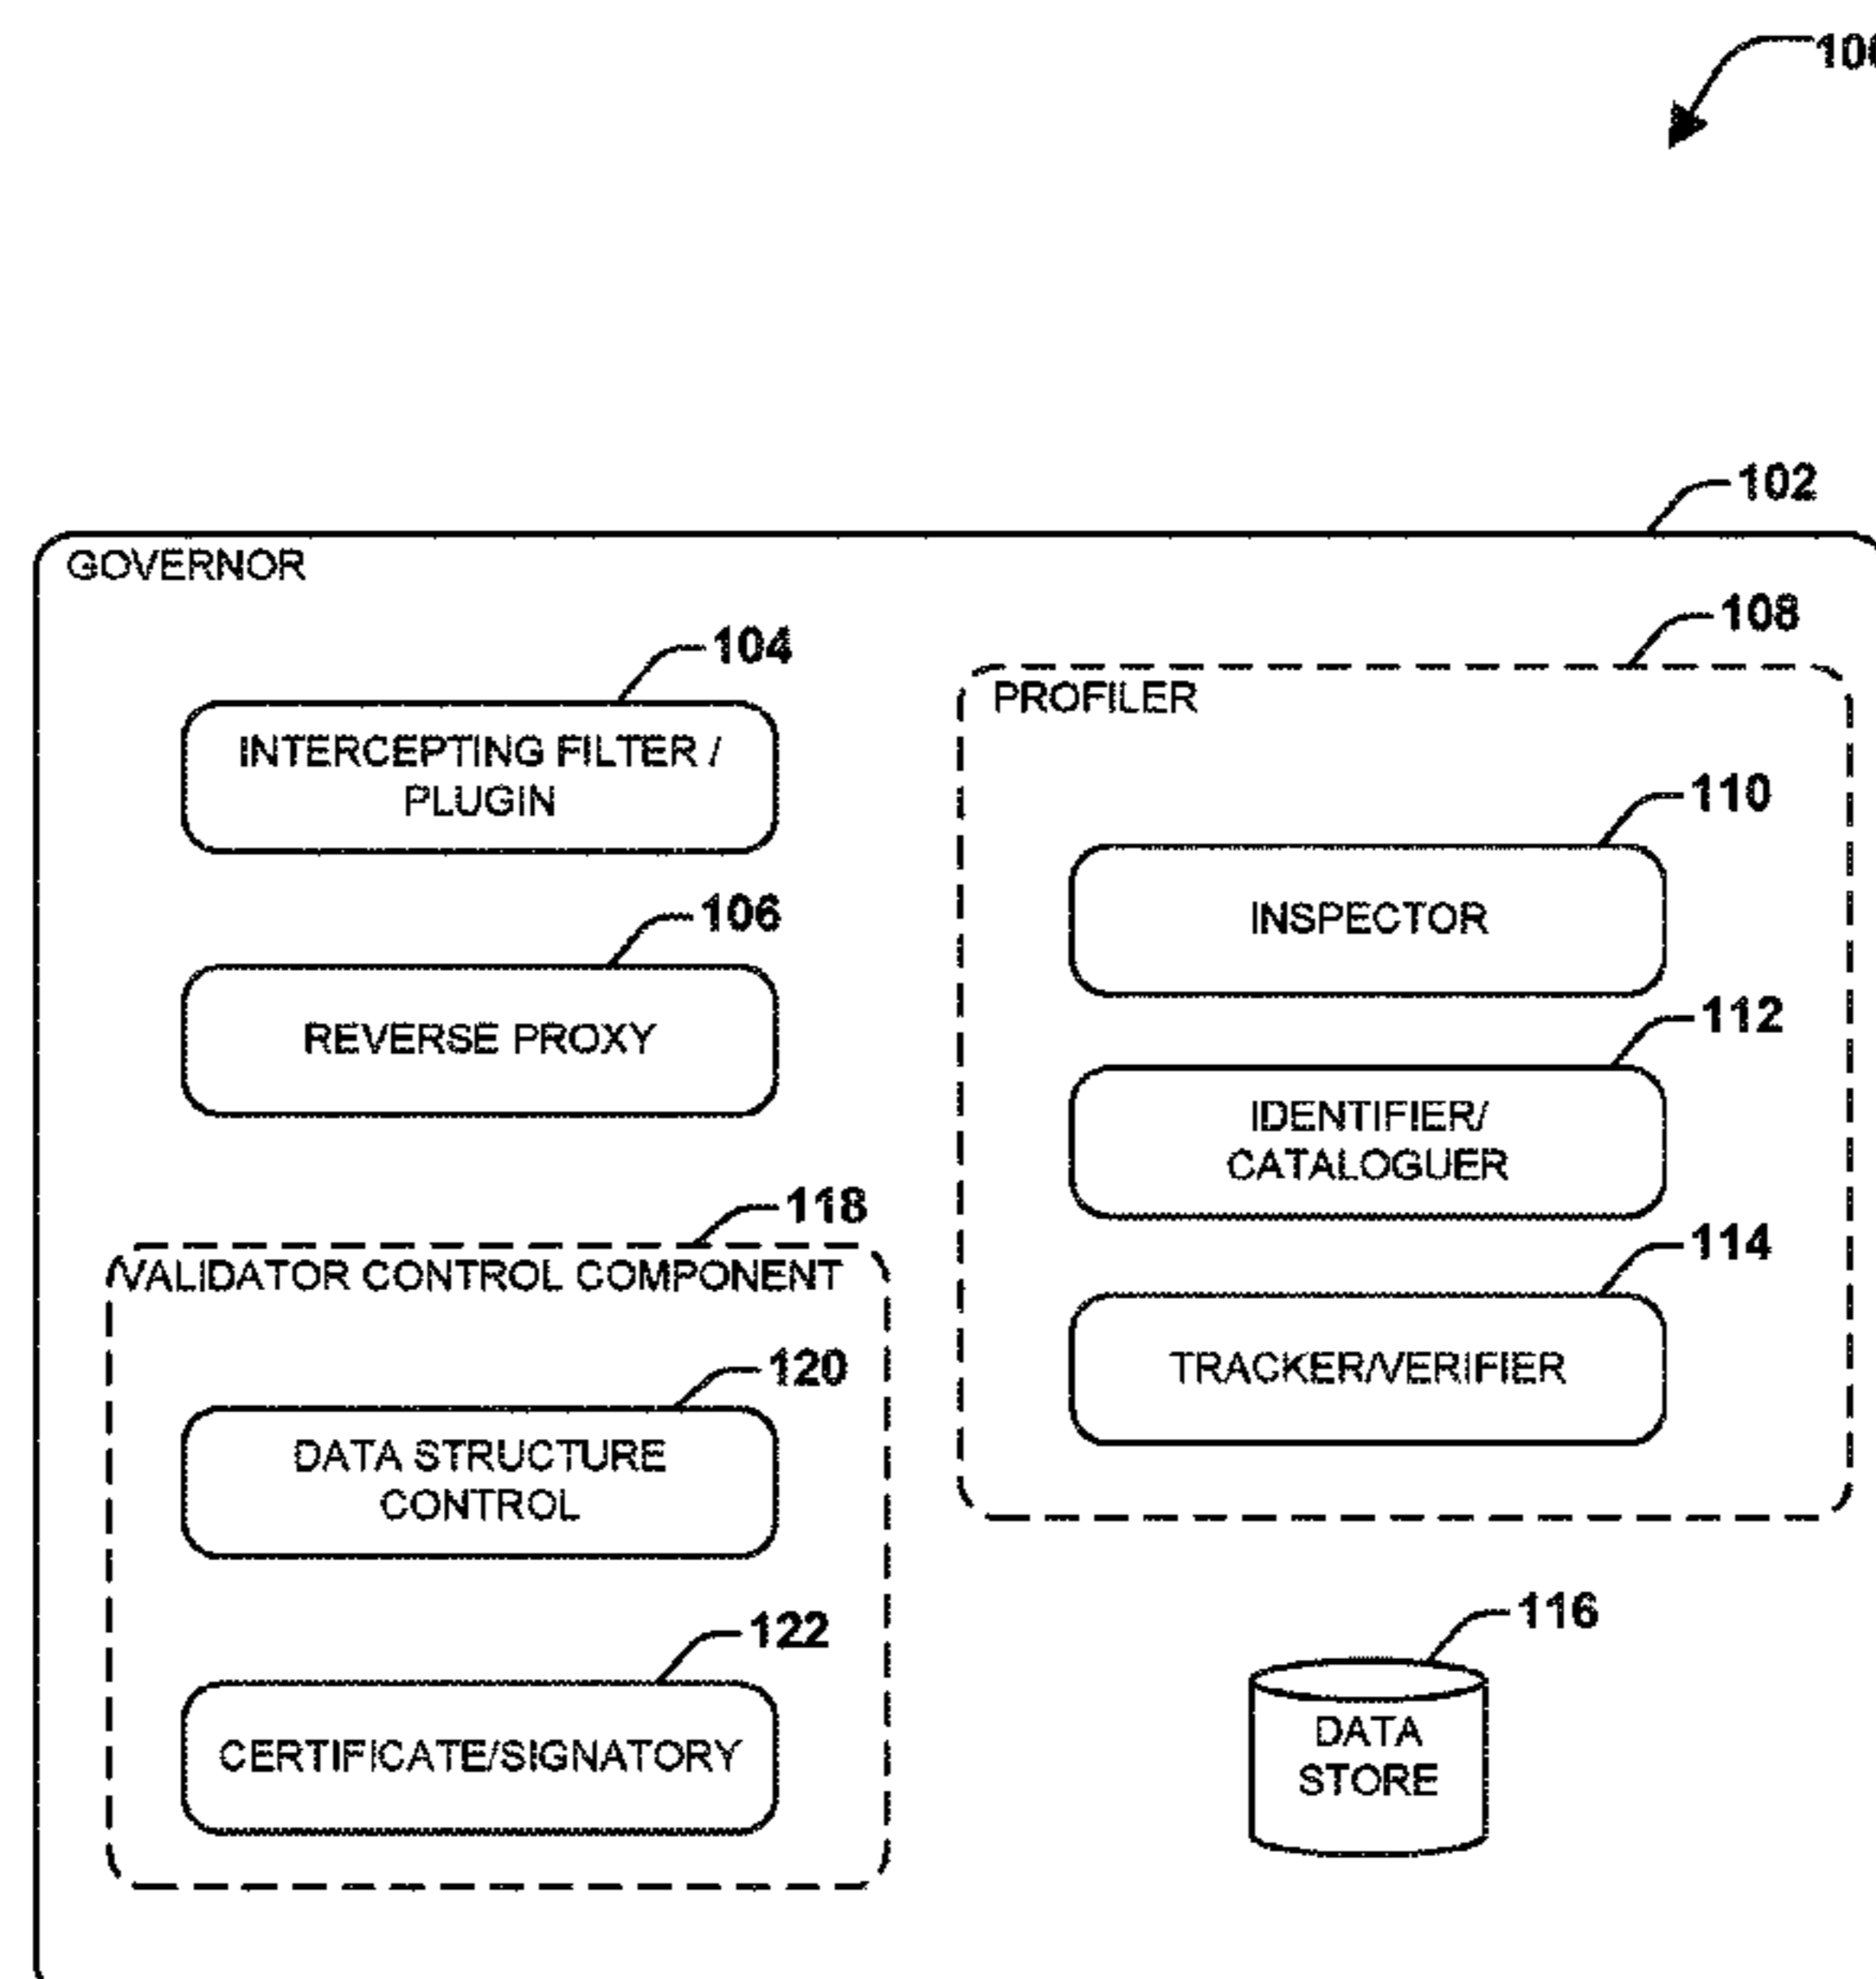 100
102
GOVERNOR
104
INTERCEPTING FILTER /
PLUGIN
106
REVERSE PROXY
118
VALIDATOR CONTROL COMPONENT
120
DATA STRUCTURE
CONTROL
122
CERTIFICATE/SIGNATORY
108
PROFILER
110
INSPECTOR
112
IDENTIFIER/
CATALOGUER
114
TRACKER/VERIFIER
116
DATA
STORE